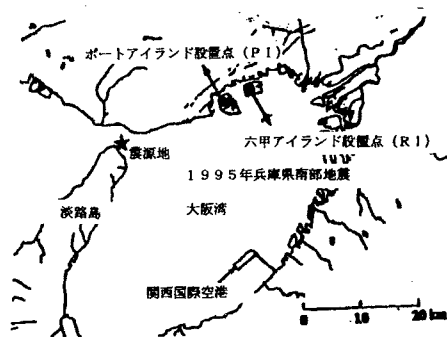 ポートアイランド設置点(PI)
六甲アイランド設置点(RI)
震源地
1995年兵庫県南部地震
淡路島
大阪湾
関西国際空港
0 10 20 km